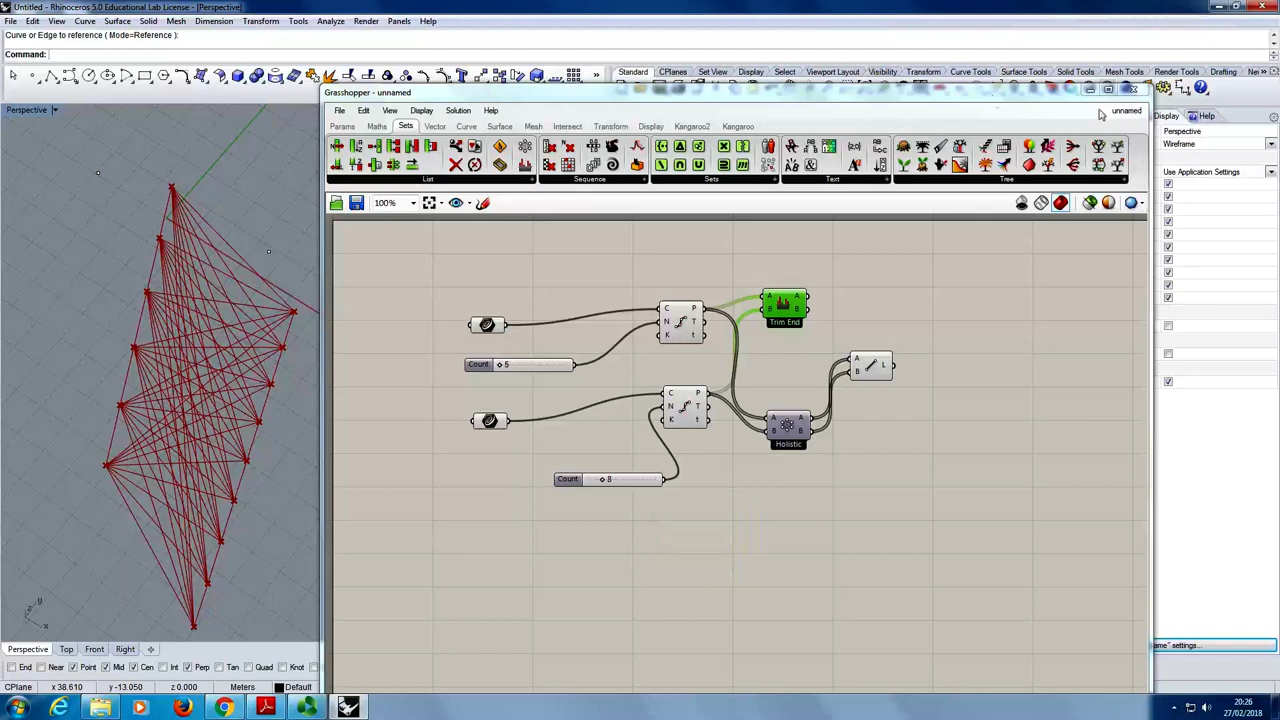 Untitled - Rhinoceros 5.0 Educational Lab License - [Perspective]
File Edit View Curve Surface Solid Mesh Dimension Transform Tools Analyze Render Panels Help
Curve or Edge to reference ( Mode=Reference ):
Command:
Standard CPlanes Set View Display Select Viewport Layout Visibility Transform Curve Tools Surface Tools Solid Tools Mesh Tools Render Tools Drafting
Perspective
Grasshopper - unnamed
File Edit View Display Solution Help
unnamed
Params Maths Sets Vector Curve Surface Mesh Intersect Transform Display Kangaroo2 Kangaroo
List Sequence Sets Text Tree
100%
Display Help
Perspective
Wireframe
Use Application Settings
A A
B B
Trim End
C P
N T
K t
Count 5
A L
B
C P
N T
K t
A A
B B
Holistic
Count 8
z y
x
Perspective Top Front Right
End Near Point Mid Cen Int Perp Tan Quad Knot
CPlane x 38.610 y -13.050 z 0.000 Meters Default
ame" settings...
20:26
27/02/2018